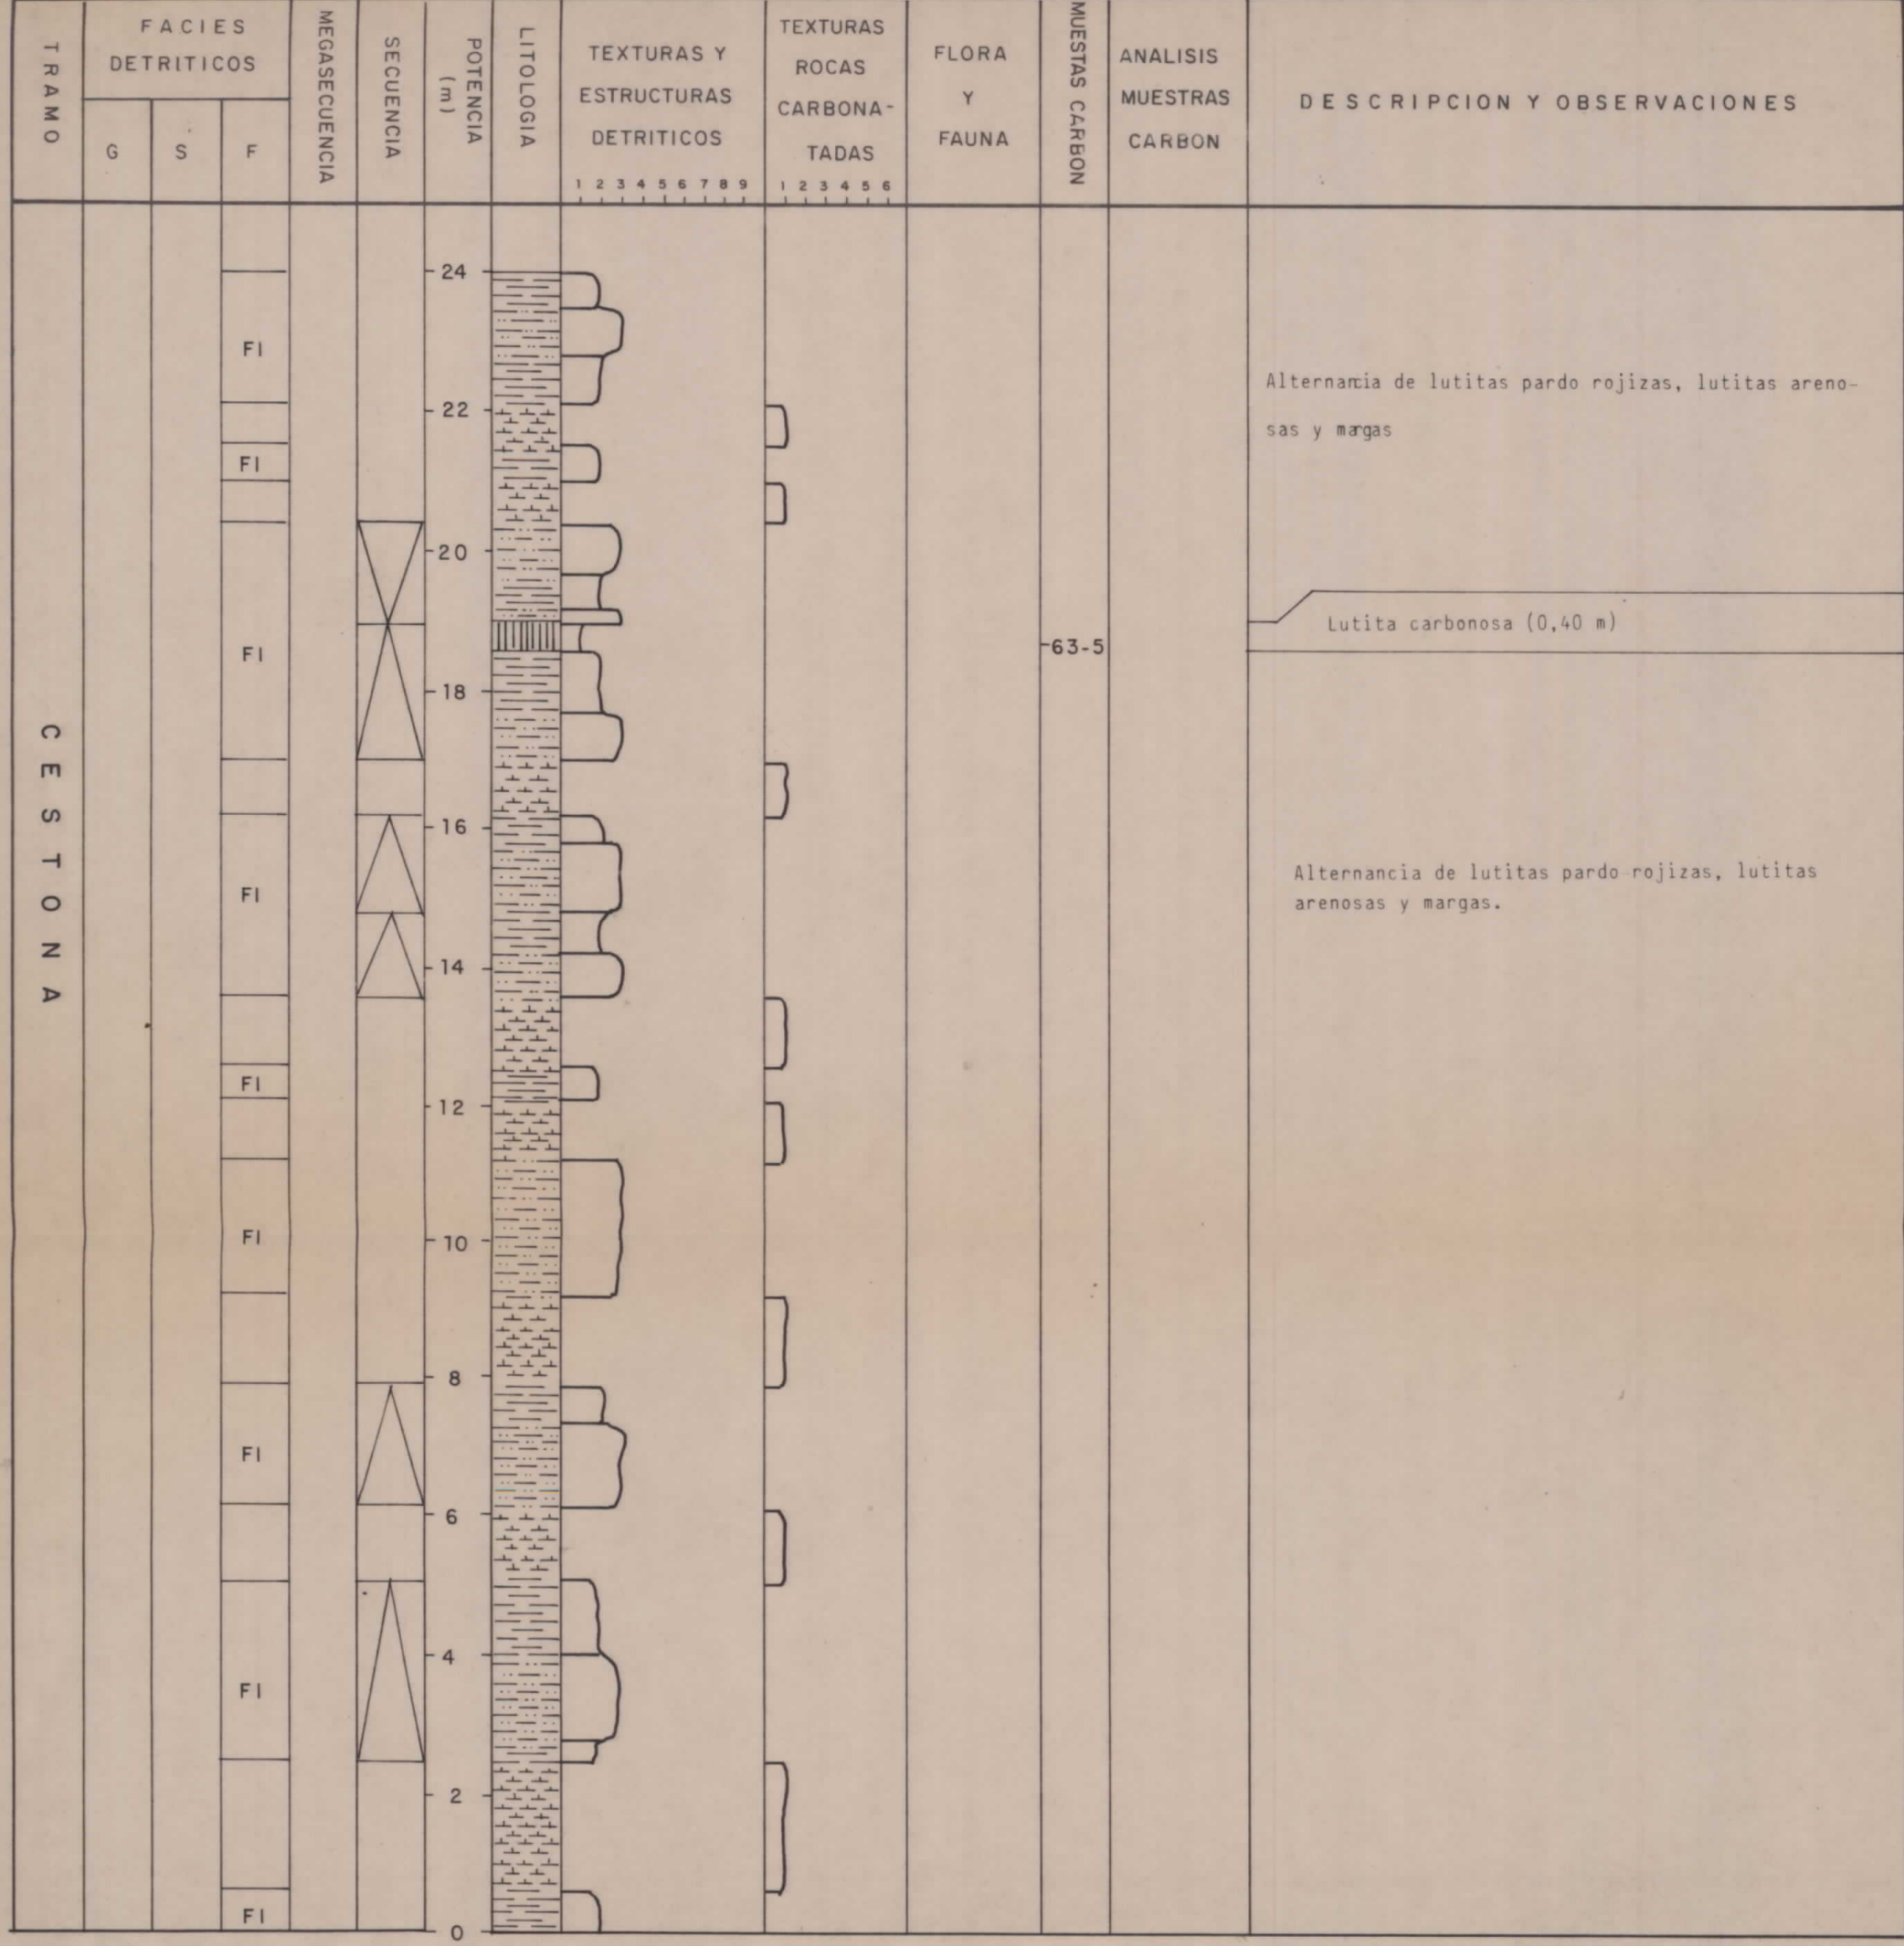 TRAMO
FACIES
DETRITICOS
G S F
MEGASECUENCIA
SECUENCIA
POTENCIA
(m)
LITOLOGIA
TEXTURAS Y
ESTRUCTURAS
DETRITICOS
1 2 3 4 5 6 7 8 9
TEXTURAS
ROCAS
CARBONA-
TADAS
1 2 3 4 5 6
FLORA
Y
FAUNA
MUESTAS CARBON
ANALISIS
MUESTRAS
CARBON
DESCRIPCION Y OBSERVACIONES
CESTONA
24
FI
Alternancia de lutitas pardo rojizas, lutitas areno-
22
sas y margas
FI
20
Lutita carbonosa (0,40 m)
63-5
FI
18
16
Alternancia de lutitas pardo-rojizas, lutitas
FI
arenosas y margas.
14
FI
12
FI
10
8
FI
6
4
FI
2
FI
0